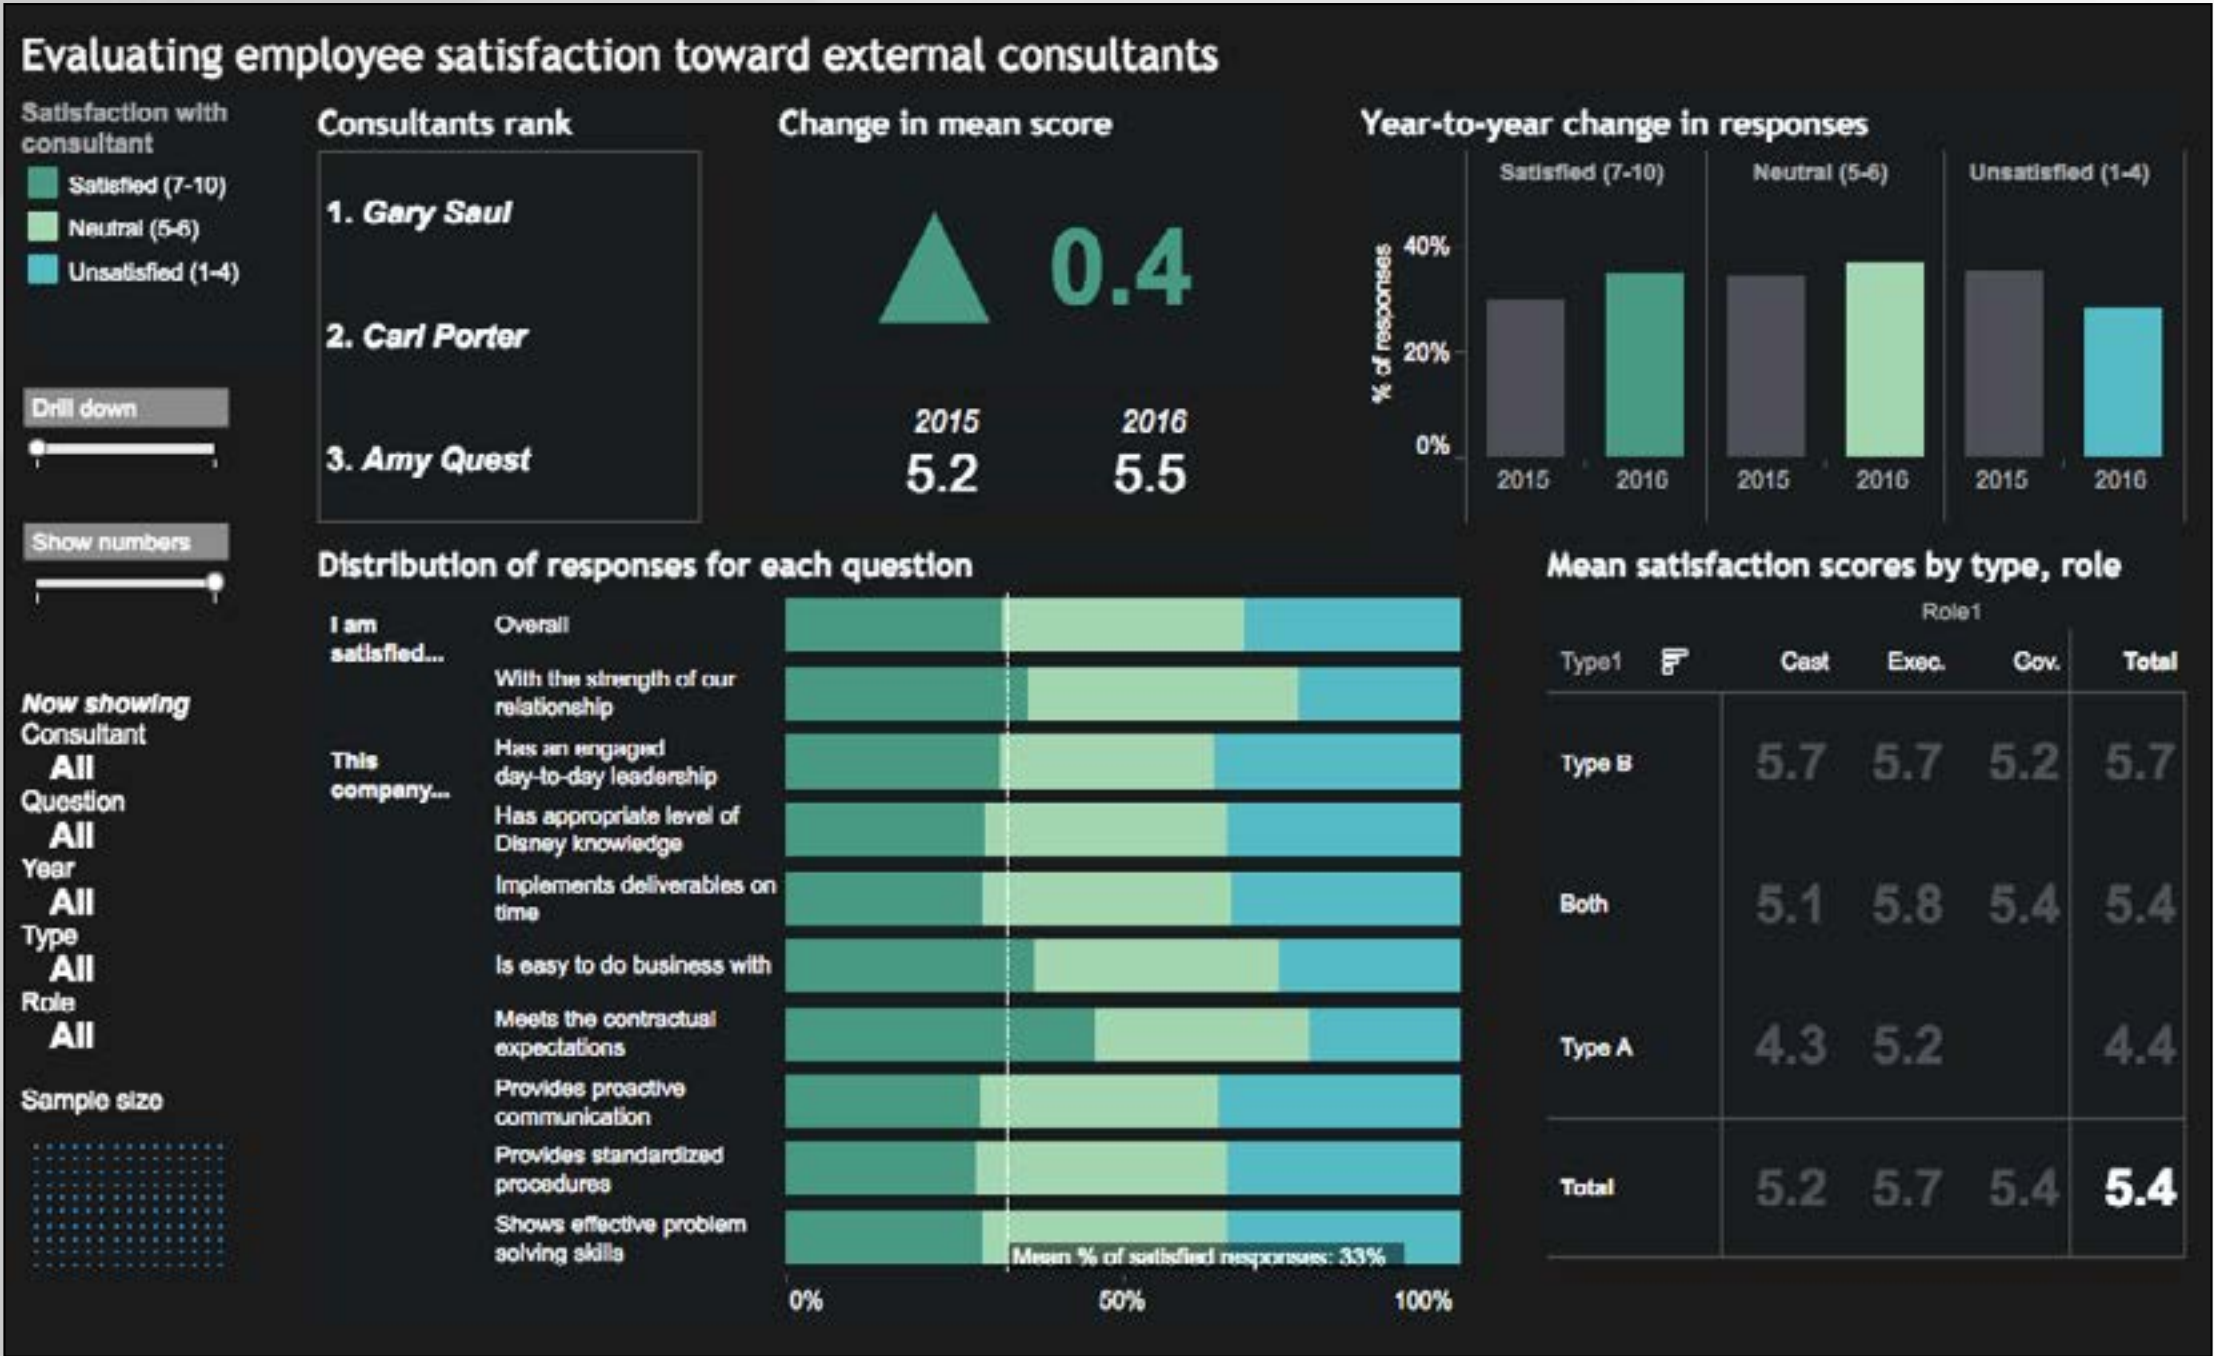 Evaluating employee satisfaction toward external consultants
Satisfaction with
consultant
Satisfied (7-10)
Neutral (5-6)
Unsatisfied (1-4)
Drill down
Show numbers
Now showing
Consultant
All
Question
All
Year
All
Type
All
Role
All
Sample size
Consultants rank
1. Gary Saul
2. Carl Porter
3. Amy Quest
Change in mean score
0.4
2015 2016
5.2 5.5
Year-to-year change in responses
Satisfied (7-10) Neutral (5-6) Unsatisfied (1-4)
% of responses
40%
20%
0%
2015 2016 2015 2016 2015 2016
Distribution of responses for each question
I am
satisfied...
Overall
With the strength of our
relationship
This
company...
Has an engaged
day-to-day leadership
Has appropriate level of
Disney knowledge
Implements deliverables on
time
Is easy to do business with
Meets the contractual
expectations
Provides proactive
communication
Provides standardized
procedures
Shows effective problem
solving skills
Mean % of satisfied responses: 33%
0% 50% 100%
Mean satisfaction scores by type, role
Role1
Type1 Cast Exec. Gov. Total
Type B 5.7 5.7 5.2 5.7
Both 5.1 5.8 5.4 5.4
Type A 4.3 5.2 4.4
Total 5.2 5.7 5.4 5.4